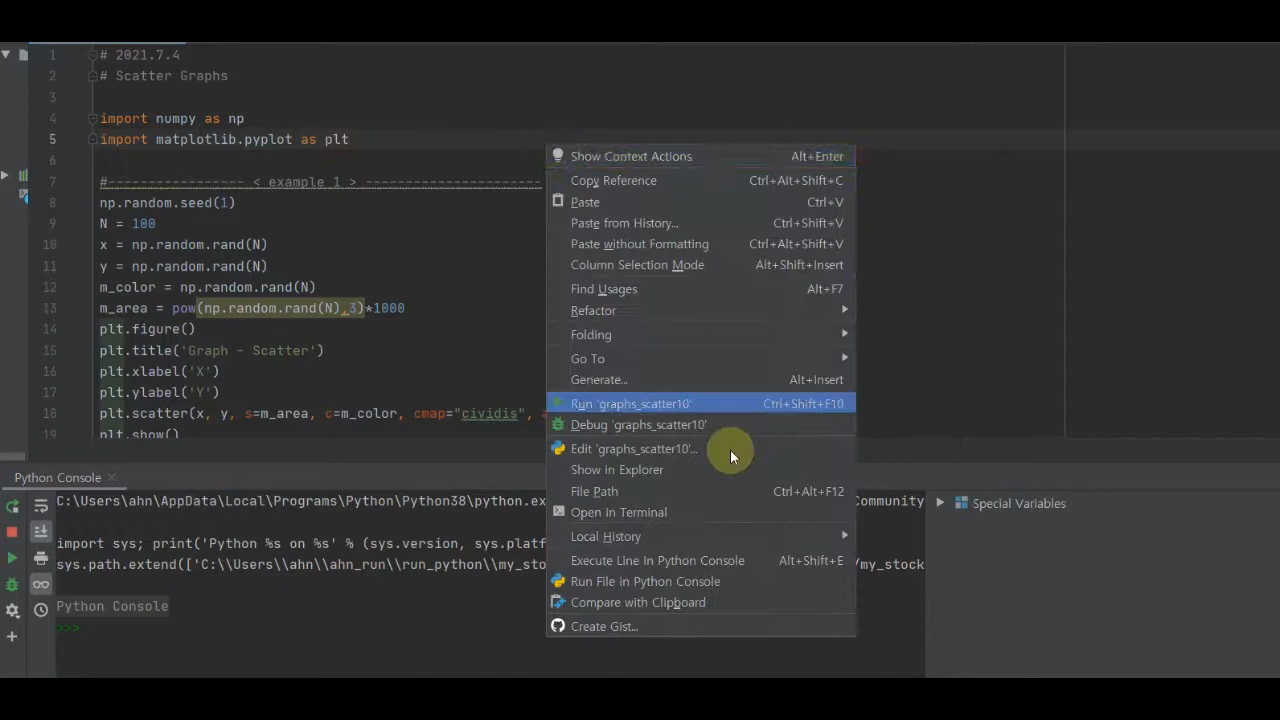 1 # 2021.7.4
2 # Scatter Graphs
3
4 import numpy as np
5 import matplotlib.pyplot as plt
6
7 #----------------- < example 1 > ----------------------
8 np.random.seed(1)
9 N = 100
10 x = np.random.rand(N)
11 y = np.random.rand(N)
12 m_color = np.random.rand(N)
13 m_area = pow(np.random.rand(N),3)*1000
14 plt.figure()
15 plt.title('Graph - Scatter')
16 plt.xlabel('X')
17 plt.ylabel('Y')
18 plt.scatter(x, y, s=m_area, c=m_color, cmap="cividis", a
19 plt.show()
Show Context Actions Alt+Enter
Copy Reference Ctrl+Alt+Shift+C
Paste Ctrl+V
Paste from History... Ctrl+Shift+V
Paste without Formatting Ctrl+Alt+Shift+V
Column Selection Mode Alt+Shift+Insert
Find Usages Alt+F7
Refactor
Folding
Go To
Generate... Alt+Insert
Run 'graphs_scatter10' Ctrl+Shift+F10
Debug 'graphs_scatter10'
Edit 'graphs_scatter10'...
Show in Explorer
File Path Ctrl+Alt+F12
Open in Terminal
Local History
Execute Line in Python Console Alt+Shift+E
Run File in Python Console
Compare with Clipboard
Create Gist...
Python Console
C:\Users\ahn\AppData\Local\Programs\Python\Python38\python.ex Community
import sys; print('Python %s on %s' % (sys.version, sys.platf
sys.path.extend(['C:\\Users\\ahn\\ahn_run\\run_python\\my_sto /my_stock
Python Console
>>>
Special Variables